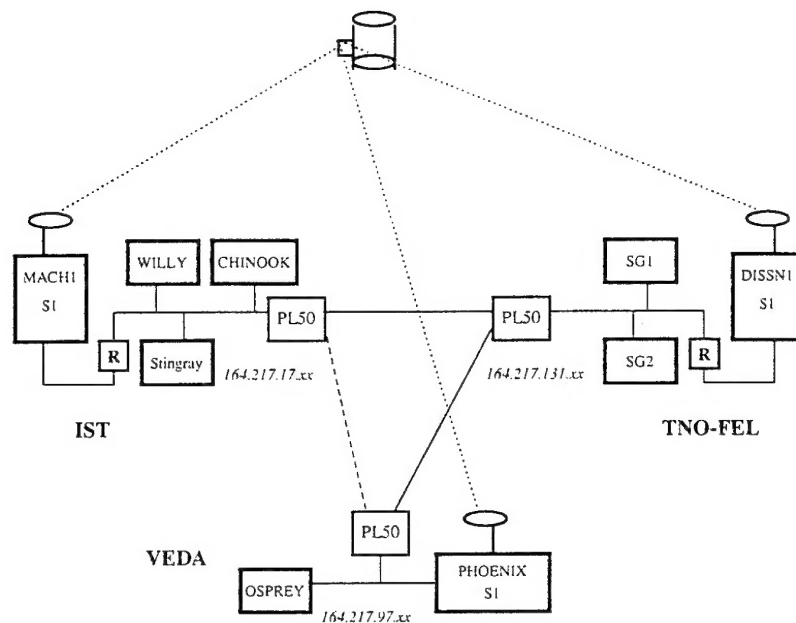 MACH1
S1
WILLY
CHINOOK
SG1
DISSN1
S1
PL50
PL50
R
Stingray
SG2
R
164.217.17.xx
164.217.131.xx
IST
TNO-FEL
PL50
VEDA
OSPREY
PHOENIX
S1
164.217.97.xx